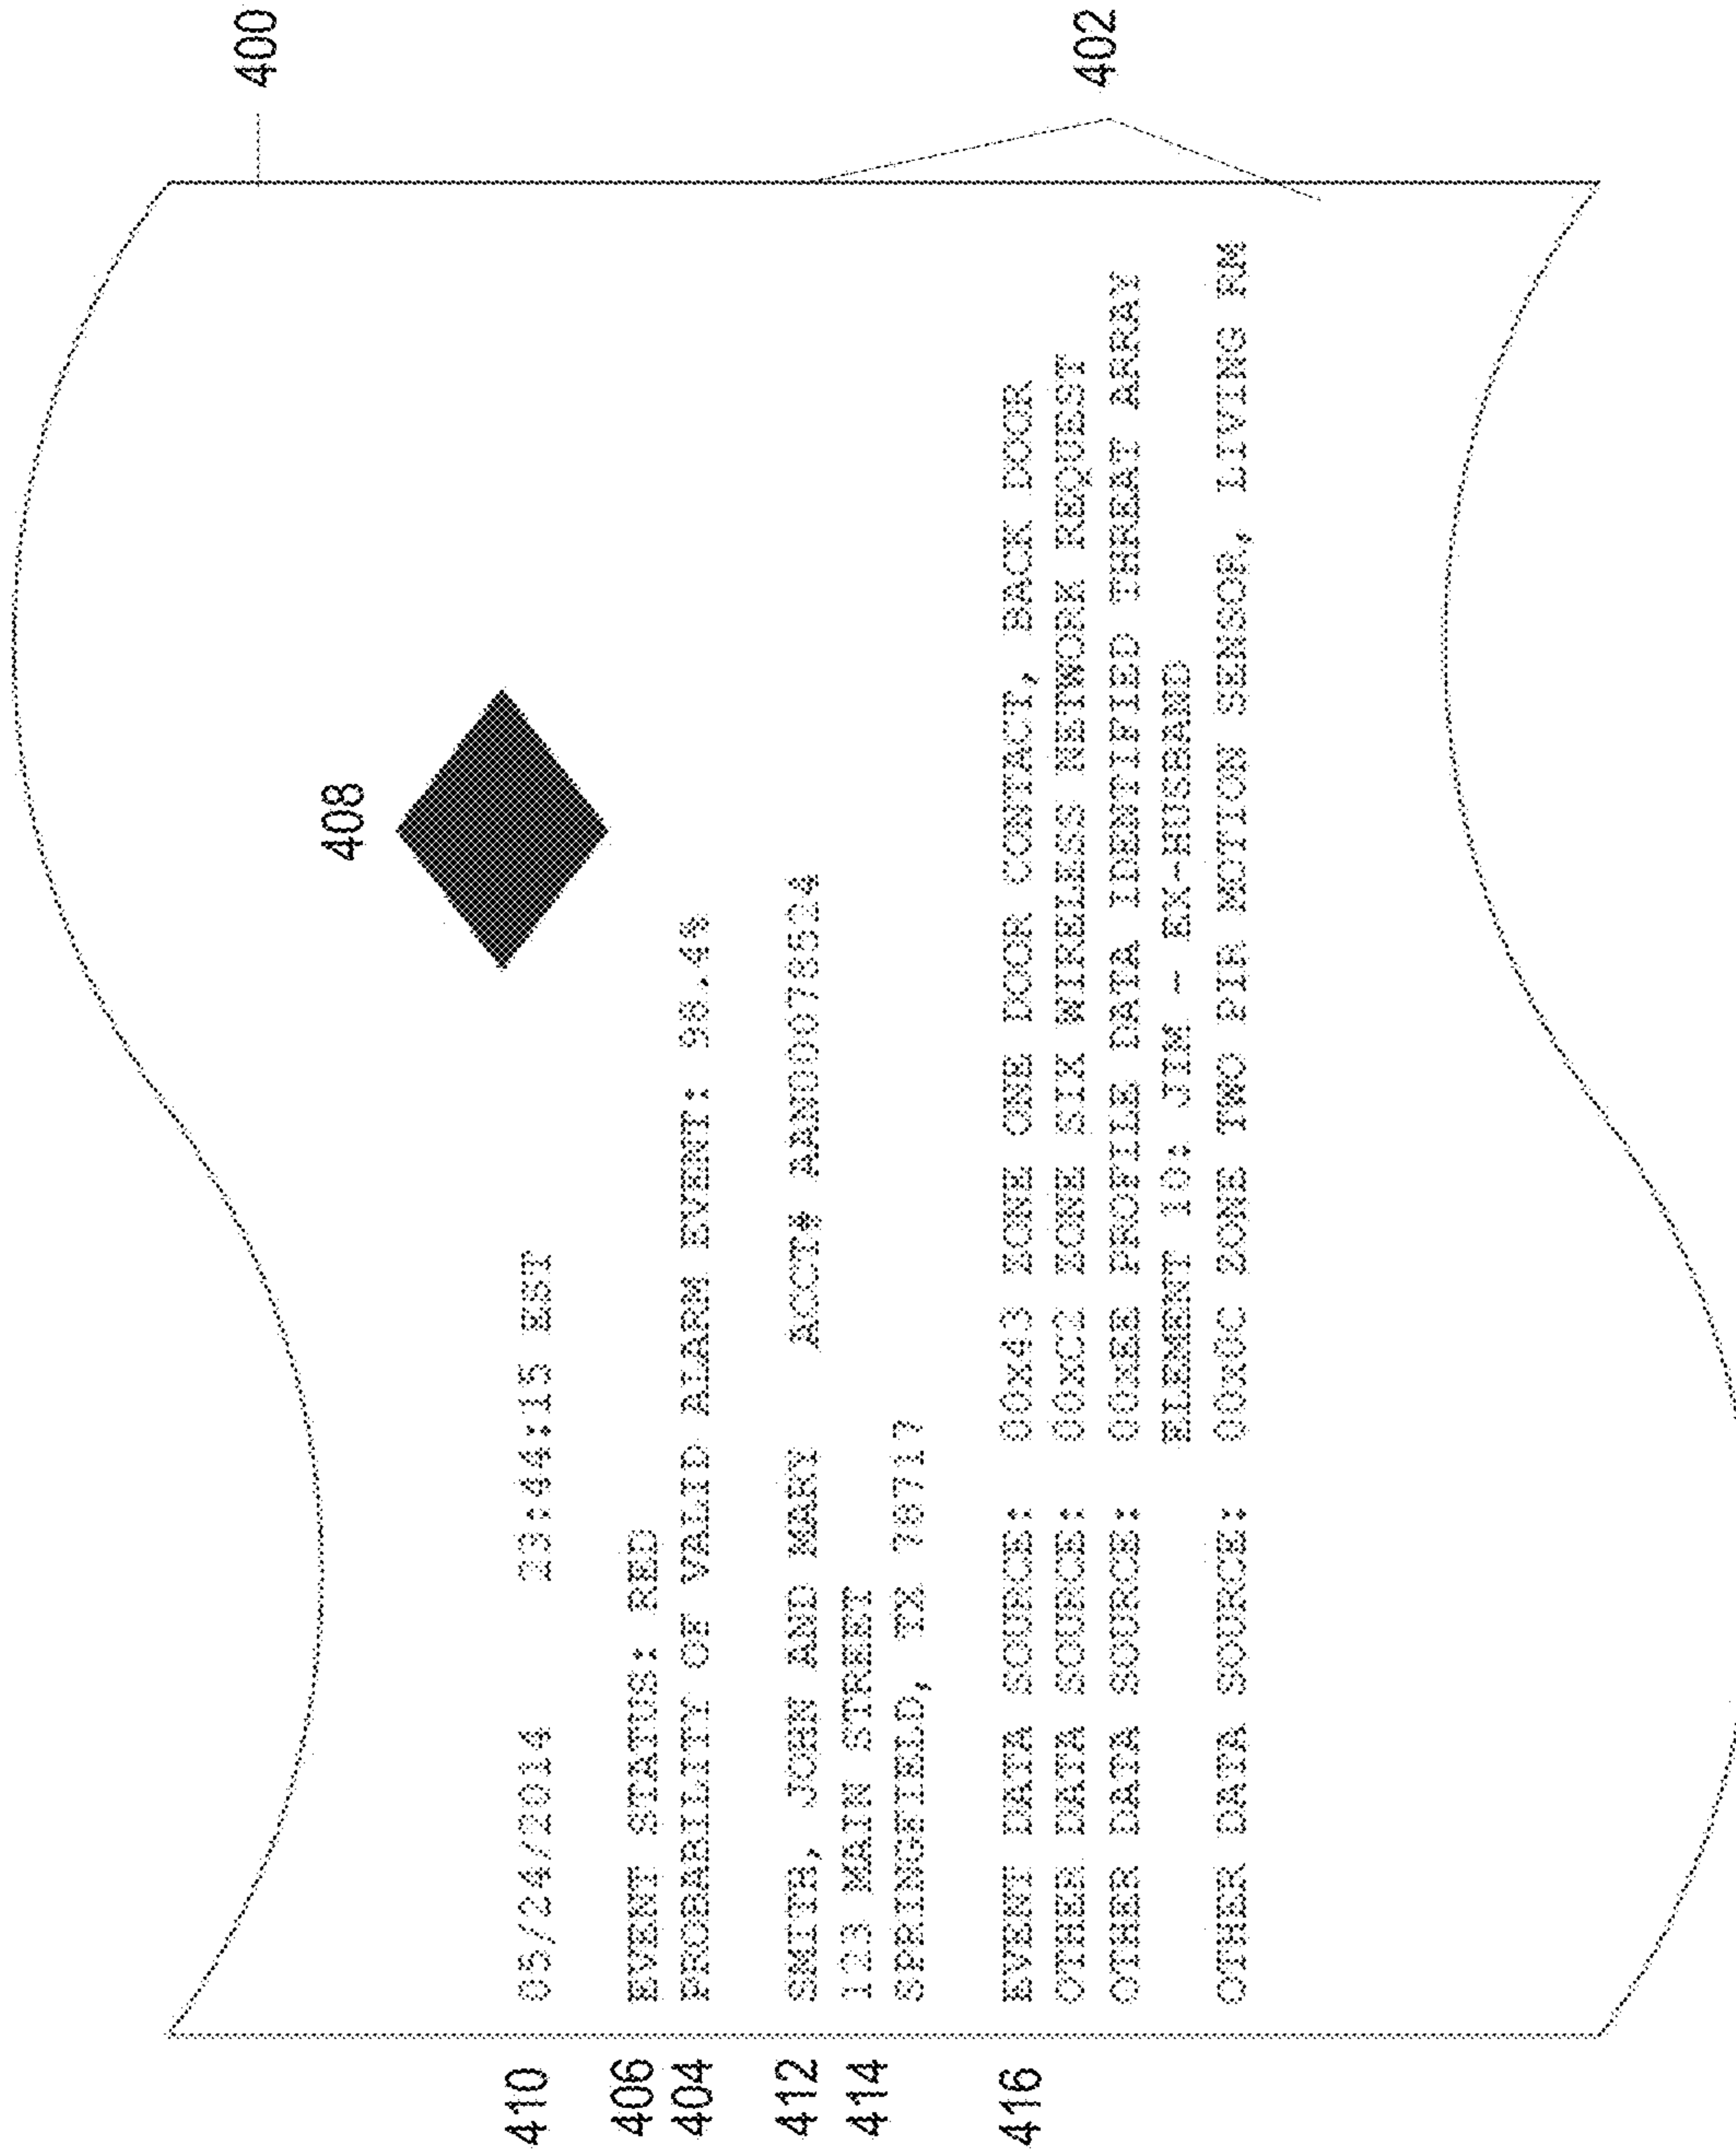 400
408
410 05/24/2014 23:44:15 EST
406 EVENT STATUS: RED
404 PROBABILITY OF VALID ALARM EVENT: 98.4%
412 SMITH, JOHN AND MARY ACCT#
414 123 MAIN STREET
SPRINGFIELD, TX 78717
416 EVENT DATA SOURCE: 00x43 ZONE ONE DOOR CONTACT, BACK DOOR
OTHER DATA SOURCE: 00xC2 ZONE SIX WIRELESS NETWORK REQUEST
OTHER DATA SOURCE: 00xEE PROFILE DATA IDENTIFIED THREAT ARRAY
ELEMENT 10: JIM - EX-HUSBAND
OTHER DATA SOURCE: 00x0C ZONE TWO PIR MOTION SENSOR, LIVING RM
402